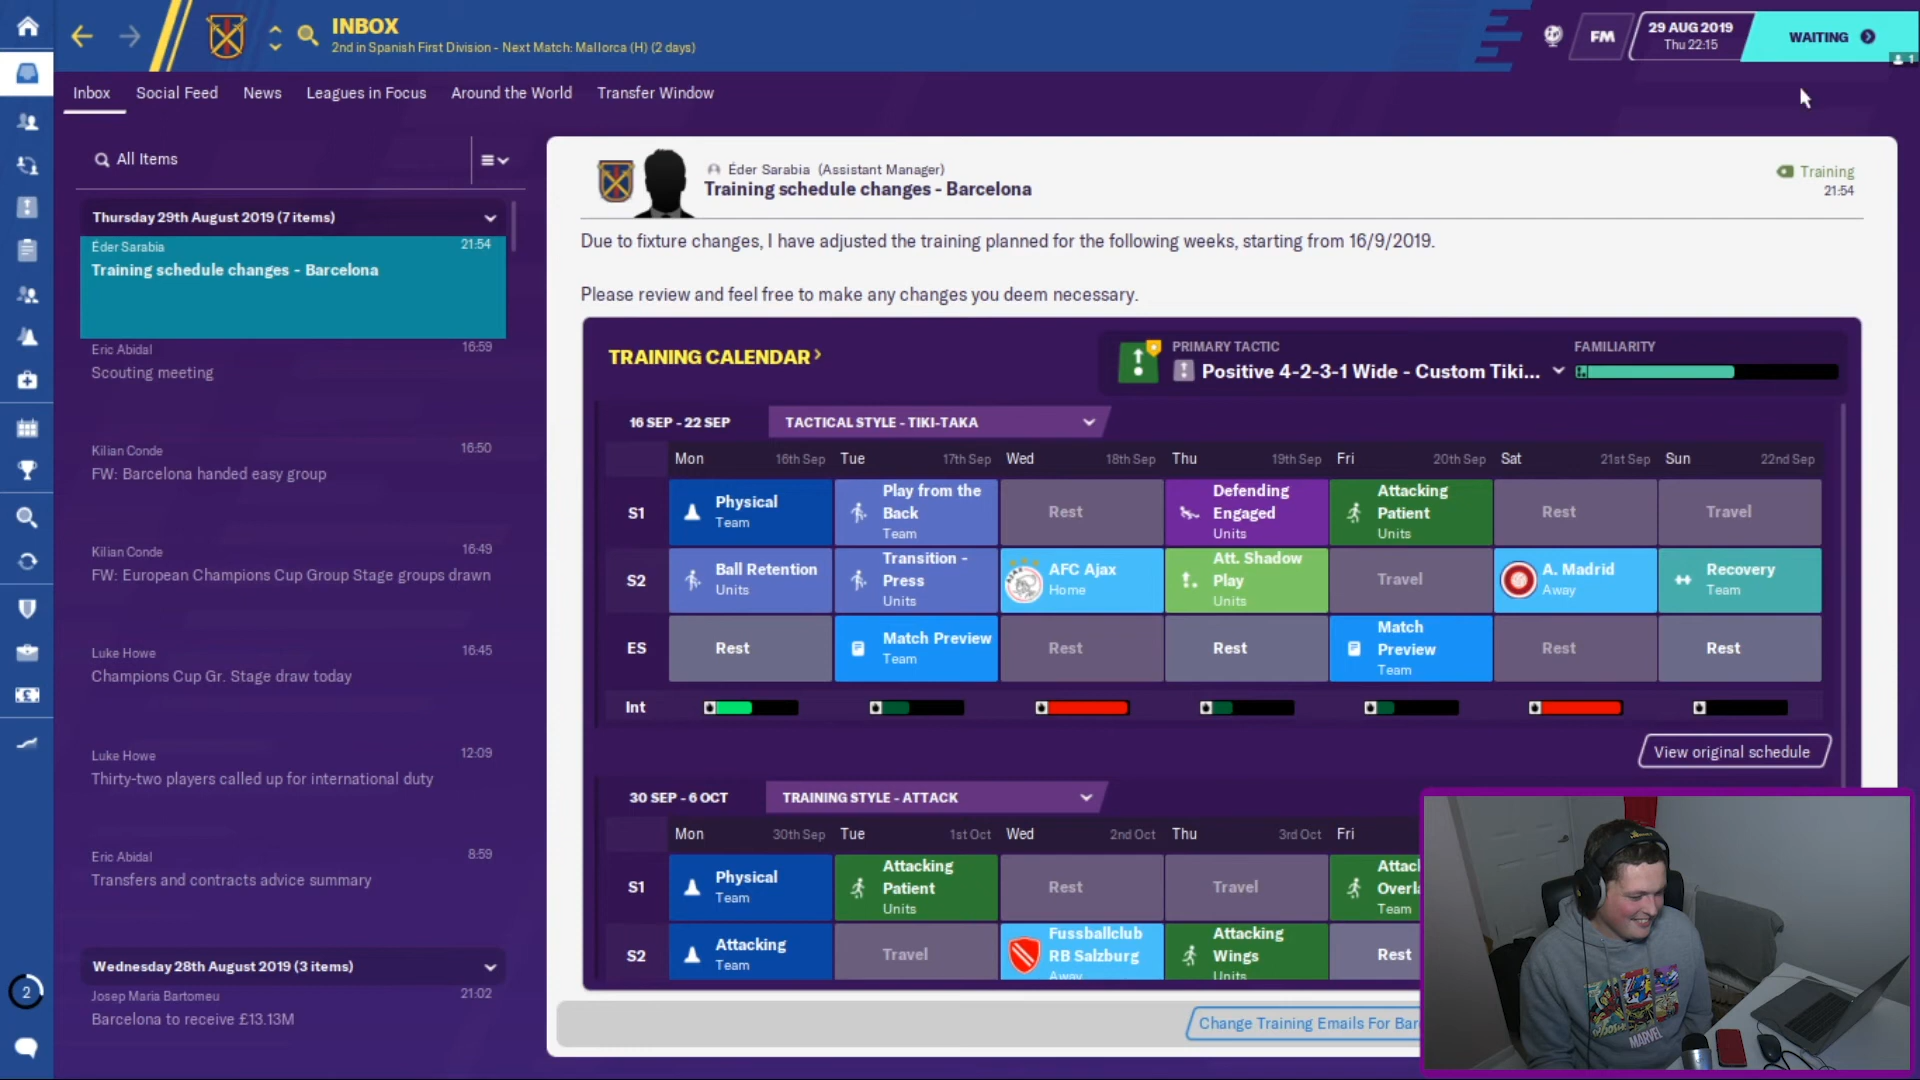 INBOX
2nd in Spanish First Division - Next Match: Mallorca (H) (2 days)
FM
29 AUG 2019
Thu 22:15
WAITING
1
Inbox Social Feed News Leagues in Focus Around the World Transfer Window
All Items
Thursday 29th August 2019 (7 items)
Éder Sarabia 21:54
Training schedule changes - Barcelona
Eric Abidal 16:59
Scouting meeting
Kilian Conde 16:50
FW: Barcelona handed easy group
Kilian Conde 16:49
FW: European Champions Cup Group Stage groups drawn
Luke Howe 16:45
Champions Cup Gr. Stage draw today
Luke Howe 12:09
Thirty-two players called up for international duty
Eric Abidal 8:59
Transfers and contracts advice summary
Wednesday 28th August 2019 (3 items)
Josep Maria Bartomeu 21:02
Barcelona to receive £13.13M
2
Éder Sarabia (Assistant Manager)
Training schedule changes - Barcelona
Training
21:54
Due to fixture changes, I have adjusted the training planned for the following weeks, starting from 16/9/2019.
Please review and feel free to make any changes you deem necessary.
TRAINING CALENDAR
PRIMARY TACTIC
Positive 4-2-3-1 Wide - Custom Tiki...
FAMILIARITY
16 SEP - 22 SEP TACTICAL STYLE - TIKI-TAKA
Mon 16th Sep Tue 17th Sep Wed 18th Sep Thu 19th Sep Fri 20th Sep Sat 21st Sep Sun 22nd Sep
S1
Physical
Team
Play from the
Back
Team
Rest
Defending
Engaged
Units
Attacking
Patient
Units
Rest
Travel
S2
Ball Retention
Units
Transition -
Press
Units
AFC Ajax
Home
Att. Shadow
Play
Units
Travel
A. Madrid
Away
Recovery
Team
ES
Rest
Match Preview
Team
Rest
Rest
Match
Preview
Team
Rest
Rest
Int
View original schedule
30 SEP - 6 OCT TRAINING STYLE - ATTACK
Mon 30th Sep Tue 1st Oct Wed 2nd Oct Thu 3rd Oct Fri
S1
Physical
Team
Attacking
Patient
Units
Rest
Travel
Attac
Overla
Team
S2
Attacking
Team
Travel
Fussballclub
RB Salzburg
Away
Attacking
Wings
Units
Rest
Change Training Emails For Bar
MARVEL